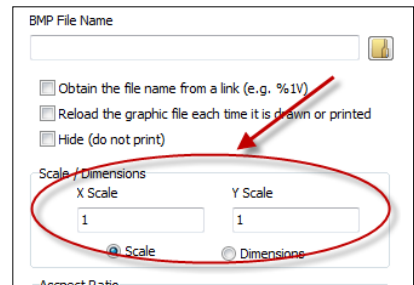 BMP File Name
Obtain the file name from a link (e.g. %1V)
Reload the graphic file each time it is drawn or printed
Hide (do not print)
Scale / Dimensions
X Scale Y Scale
1 1
Scale Dimensions